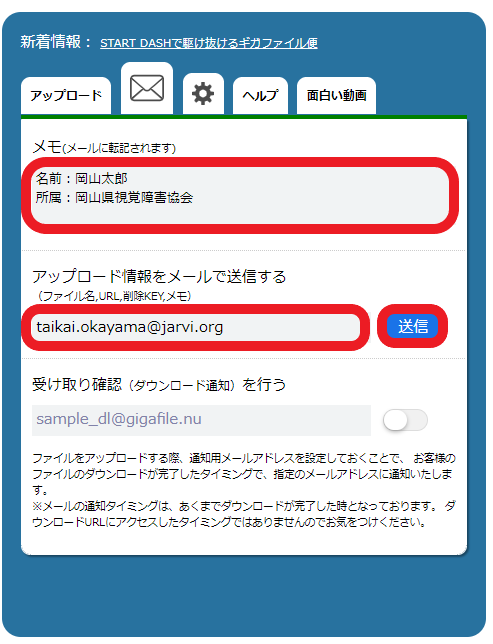 新着情報： START DASHで駆け抜けるギガファイル便
アップロード ヘルプ 面白い動画
メモ(メールに転記されます)
名前：岡山太郎
所属：岡山県視覚障害協会
アップロード情報をメールで送信する
（ファイル名,URL,削除KEY,メモ）
taikai.okayama@jarvi.org 送信
受け取り確認（ダウンロード通知）を行う
sample_dl@gigafile.nu
ファイルをアップロードする際、通知用メールアドレスを設定しておくことで、 お客様の
ファイルのダウンロードが完了したタイミングで、指定のメールアドレスに通知いたしま
す。
※メールの通知タイミングは、あくまでダウンロードが完了した時となっております。 ダ
ウンロードURLにアクセスしたタイミングではありませんのでお気をつけください。